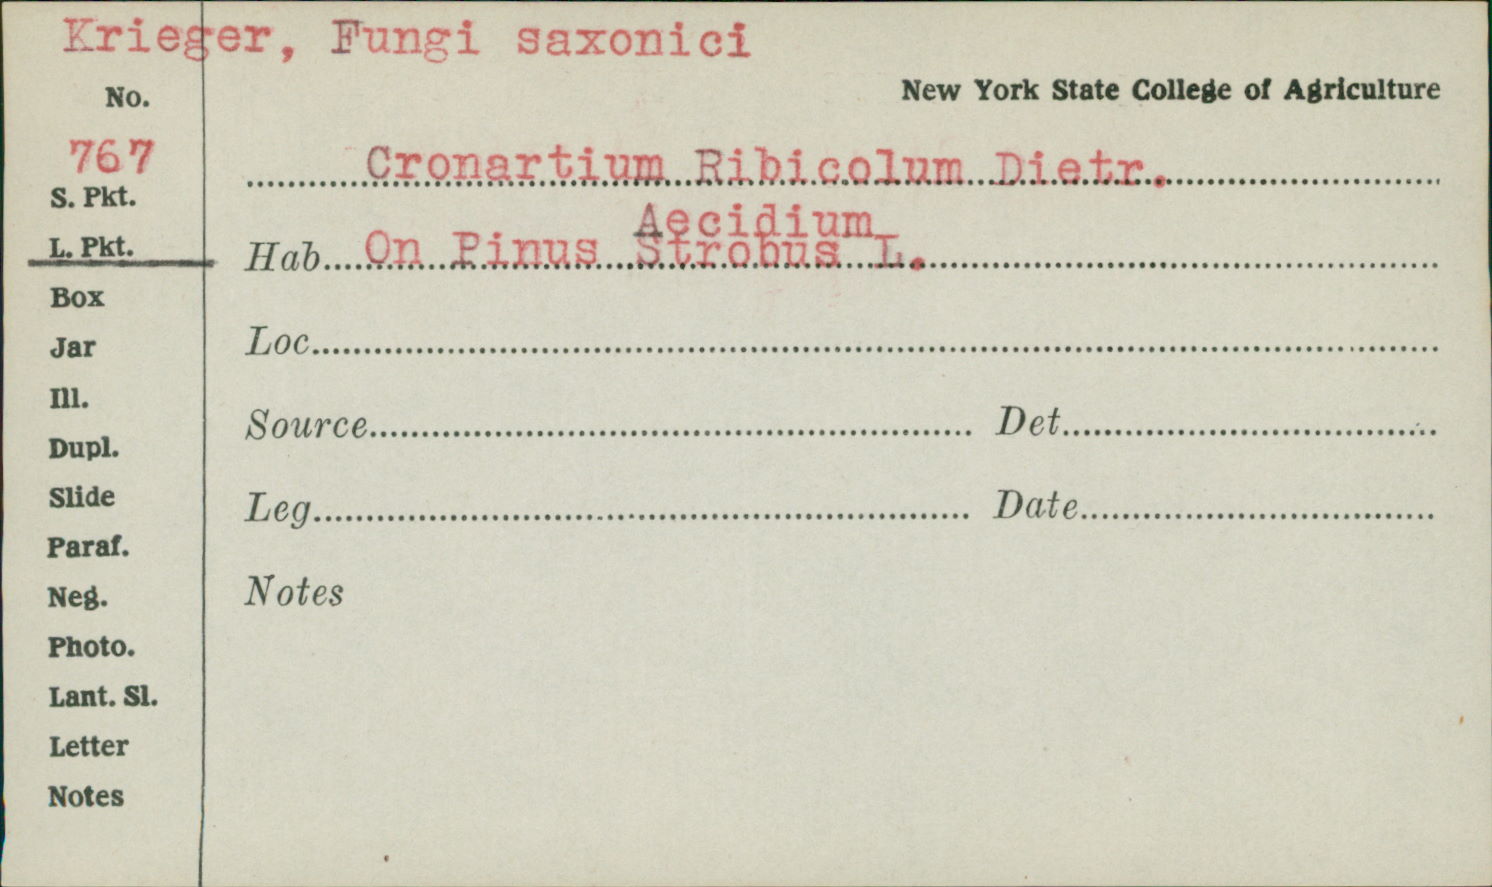 Krieger, Fungi saxonici
No.
New York State College of Agriculture
767
Cronartium Ribicolum Dietr.
S. Pkt.
Aecidium
L. Pkt.
Hab. On Pinus Strobus L.
Box
Jar
Loc.
Ill.
Source
Det.
Dupl.
Slide
Leg.
Date
Paraf.
Neg.
Notes
Photo.
Lant. Sl.
Letter
Notes